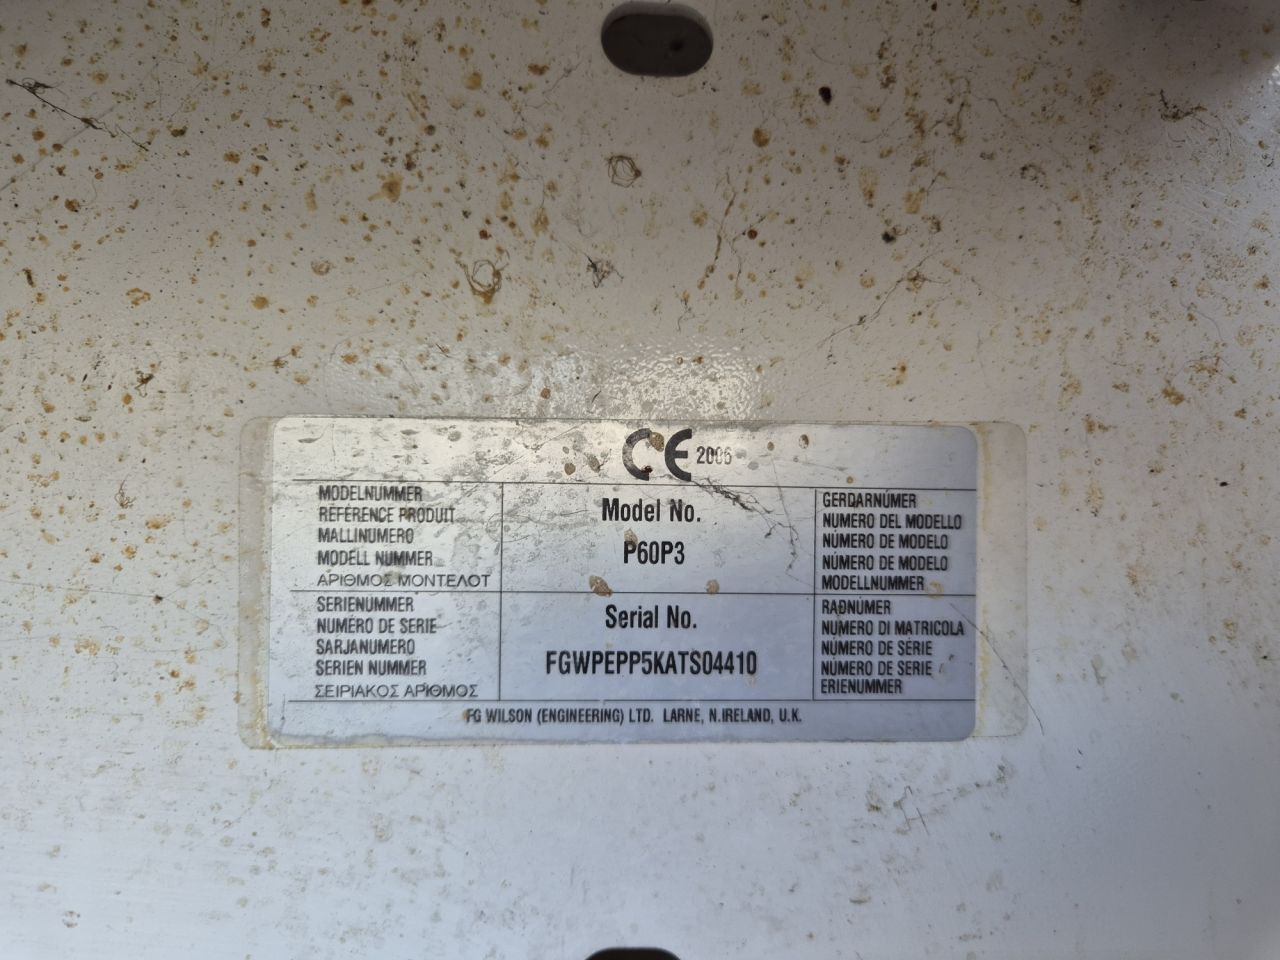 CE 2006
MODELNUMMER
RÉFÉRENCE PRODUIT
MALLINUMERO
MODELL NUMMER
ΑΡΙΘΜΟΣ ΜΟΝΤΕΛΟΤ
Model No.
P60P3
GERDARNÚMER
NUMERO DEL MODELLO
NÚMERO DE MODELO
NÚMERO DE MODELO
MODELLNUMMER
SERIENUMMER
NUMÉRO DE SERIE
SARJANUMERO
SERIEN NUMMER
ΣΕΙΡΙΑΚΟΣ ΑΡΙΘΜΟΣ
Serial No.
FGWPEPP5KATS04410
RAÐNÚMER
NUMERO DI MATRICOLA
NÚMERO DE SÉRIE
NÚMERO DE SERIE
ERIENUMMER
FG WILSON (ENGINEERING) LTD. LARNE, N.IRELAND, U.K.